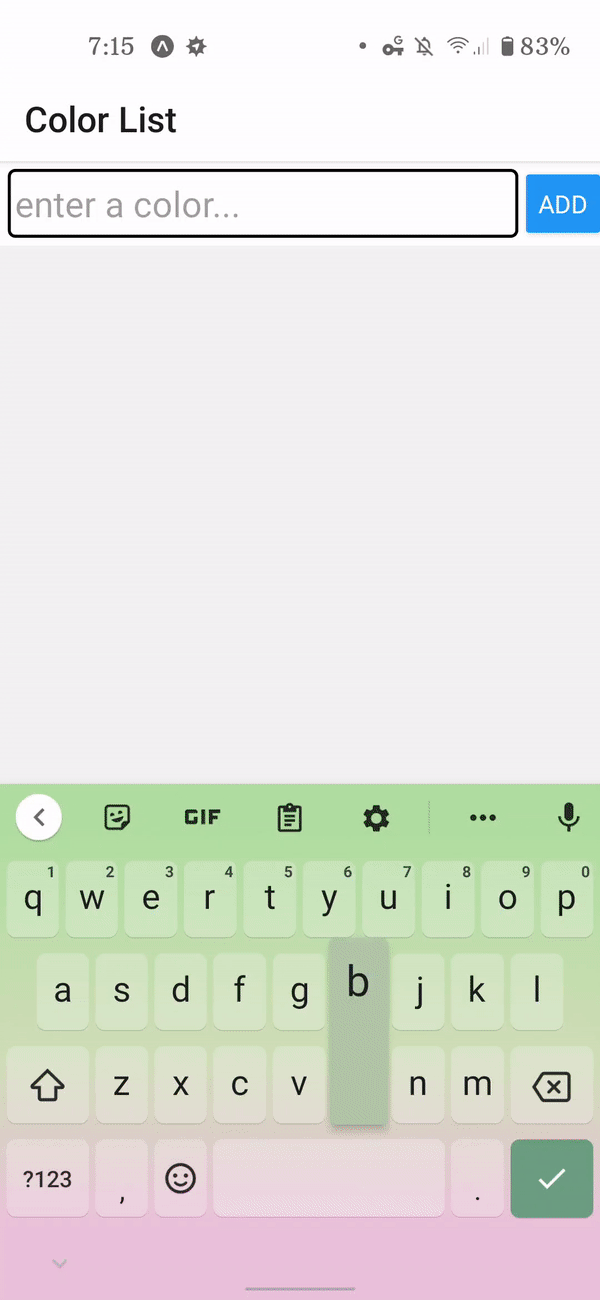 7:15 G 83%
Color List
enter a color... ADD
GIF
1 2 3 4 5 6 7 8 9 0
q w e r t y u i o p
a s d f g b j k l
z x c v n m
?123 , .